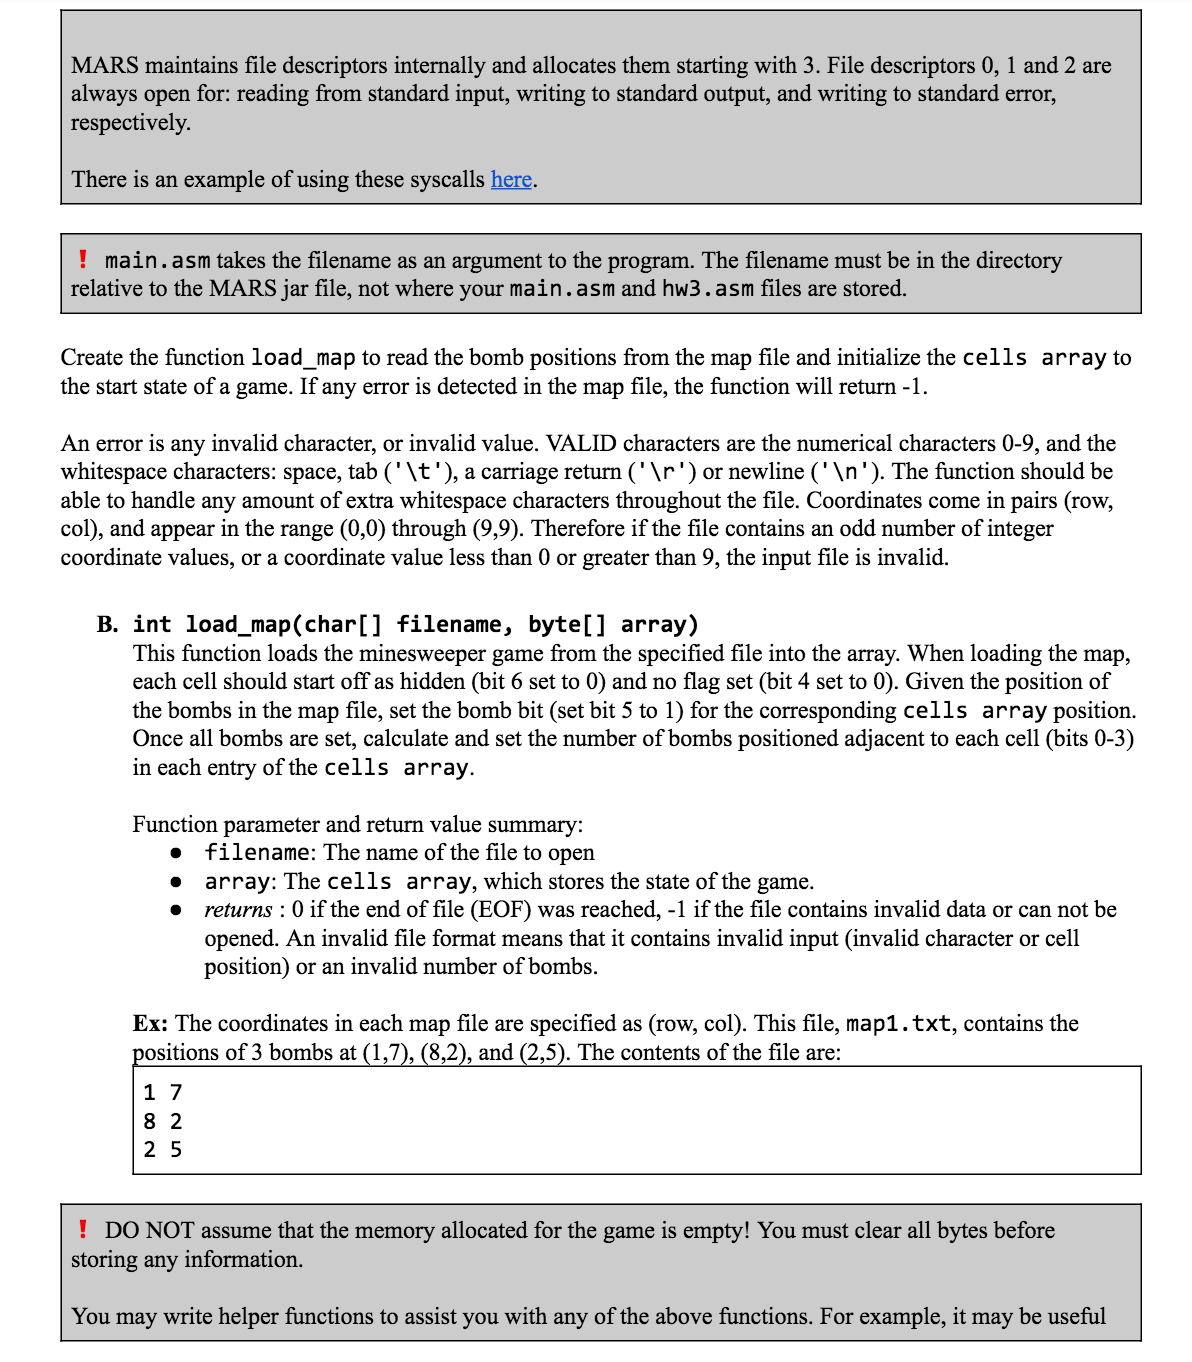 MARS maintains file descriptors internally and allocates them starting with 3. File descriptors 0, 1 and 2 are
always open for: reading from standard input, writing to standard output, and writing to standard error,
respectively.
There is an example of using these syscalls here.
! main.asm takes the filename as an argument to the program. The filename must be in the directory
relative to the MARS jar file, not where your main.asm and hw3.asm files are stored.
Create the function load_map to read the bomb positions from the map file and initialize the cells array to
the start state of a game. If any error is detected in the map file, the function will return -1.
An error is any invalid character, or invalid value. VALID characters are the numerical characters 0-9, and the
whitespace characters: space, tab ('\t'), a carriage return ('\r') or newline ('\n'). The function should be
able to handle any amount of extra whitespace characters throughout the file. Coordinates come in pairs (row,
col), and appear in the range (0,0) through (9,9). Therefore if the file contains an odd number of integer
coordinate values, or a coordinate value less than 0 or greater than 9, the input file is invalid.
B. int load_map(char[] filename, byte[] array)
This function loads the minesweeper game from the specified file into the array. When loading the map,
each cell should start off as hidden (bit 6 set to 0) and no flag set (bit 4 set to 0). Given the position of
the bombs in the map file, set the bomb bit (set bit 5 to 1) for the corresponding cells array position.
Once all bombs are set, calculate and set the number of bombs positioned adjacent to each cell (bits 0-3)
in each entry of the cells array.
Function parameter and return value summary:
● filename: The name of the file to open
● array: The cells array, which stores the state of the game.
● returns : 0 if the end of file (EOF) was reached, -1 if the file contains invalid data or can not be
opened. An invalid file format means that it contains invalid input (invalid character or cell
position) or an invalid number of bombs.
Ex: The coordinates in each map file are specified as (row, col). This file, map1.txt, contains the
positions of 3 bombs at (1,7), (8,2), and (2,5). The contents of the file are:
1 7
8 2
2 5
! DO NOT assume that the memory allocated for the game is empty! You must clear all bytes before
storing any information.
You may write helper functions to assist you with any of the above functions. For example, it may be useful